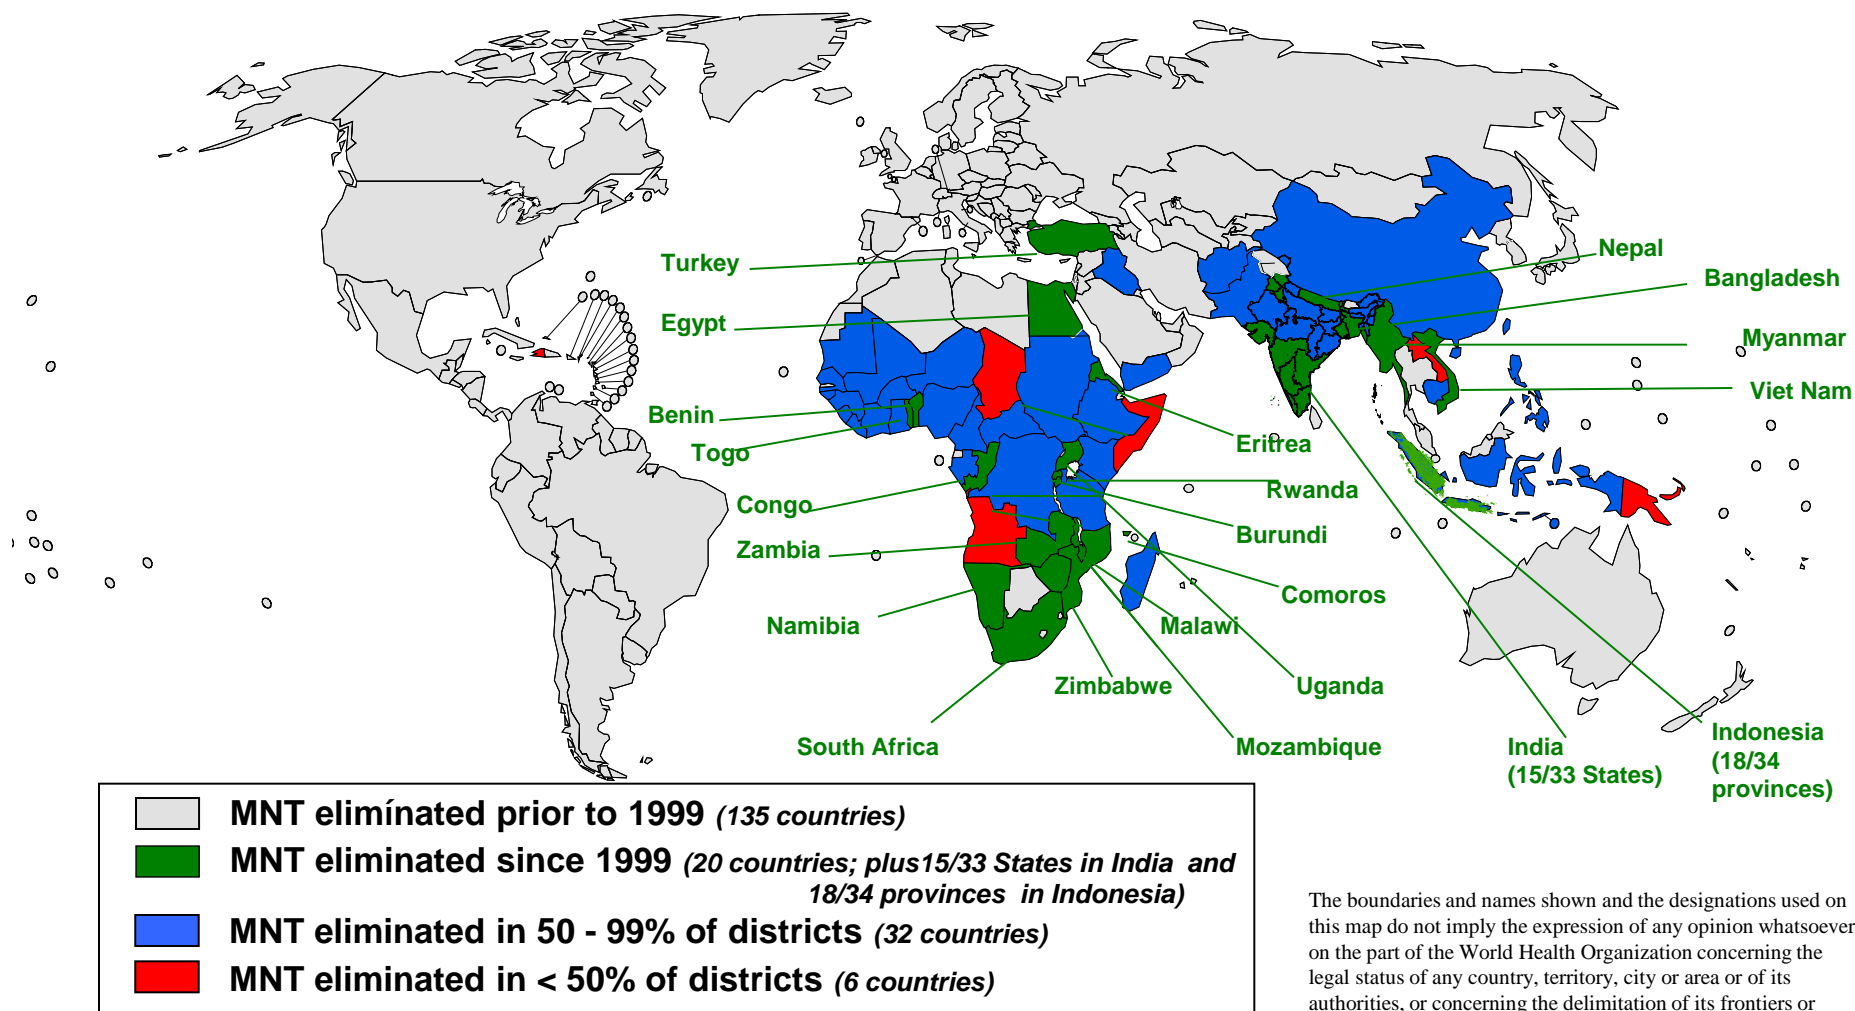 Nepal
Turkey
Bangladesh
Egypt
Myanmar
Viet Nam
Benin
Togo
Eritrea
Rwanda
Congo
Burundi
Zambia
Comoros
Namibia
Malawi
Zimbabwe
Uganda
South Africa
Mozambique
India
(15/33 States)
Indonesia
(18/34
provinces)
MNT elimínated prior to 1999 (135 countries)
MNT eliminated since 1999 (20 countries; plus15/33 States in India and
18/34 provinces in Indonesia)
MNT eliminated in 50 - 99% of districts (32 countries)
MNT eliminated in < 50% of districts (6 countries)
The boundaries and names shown and the designations used on
this map do not imply the expression of any opinion whatsoever
on the part of the World Health Organization concerning the
legal status of any country, territory, city or area or of its
authorities, or concerning the delimitation of its frontiers or